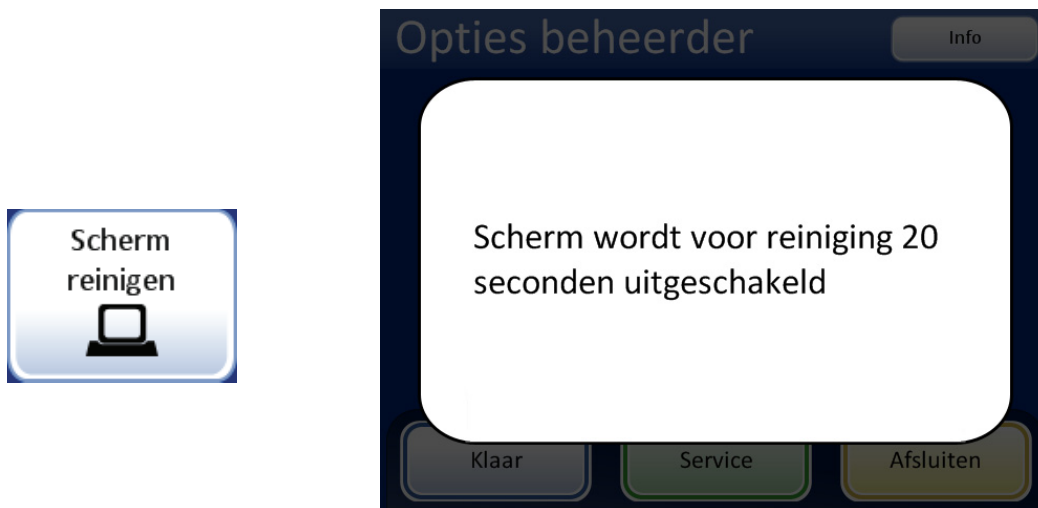 Scherm
reinigen
Opties beheerder
Info
Scherm wordt voor reiniging 20
seconden uitgeschakeld
Klaar
Service
Afsluiten